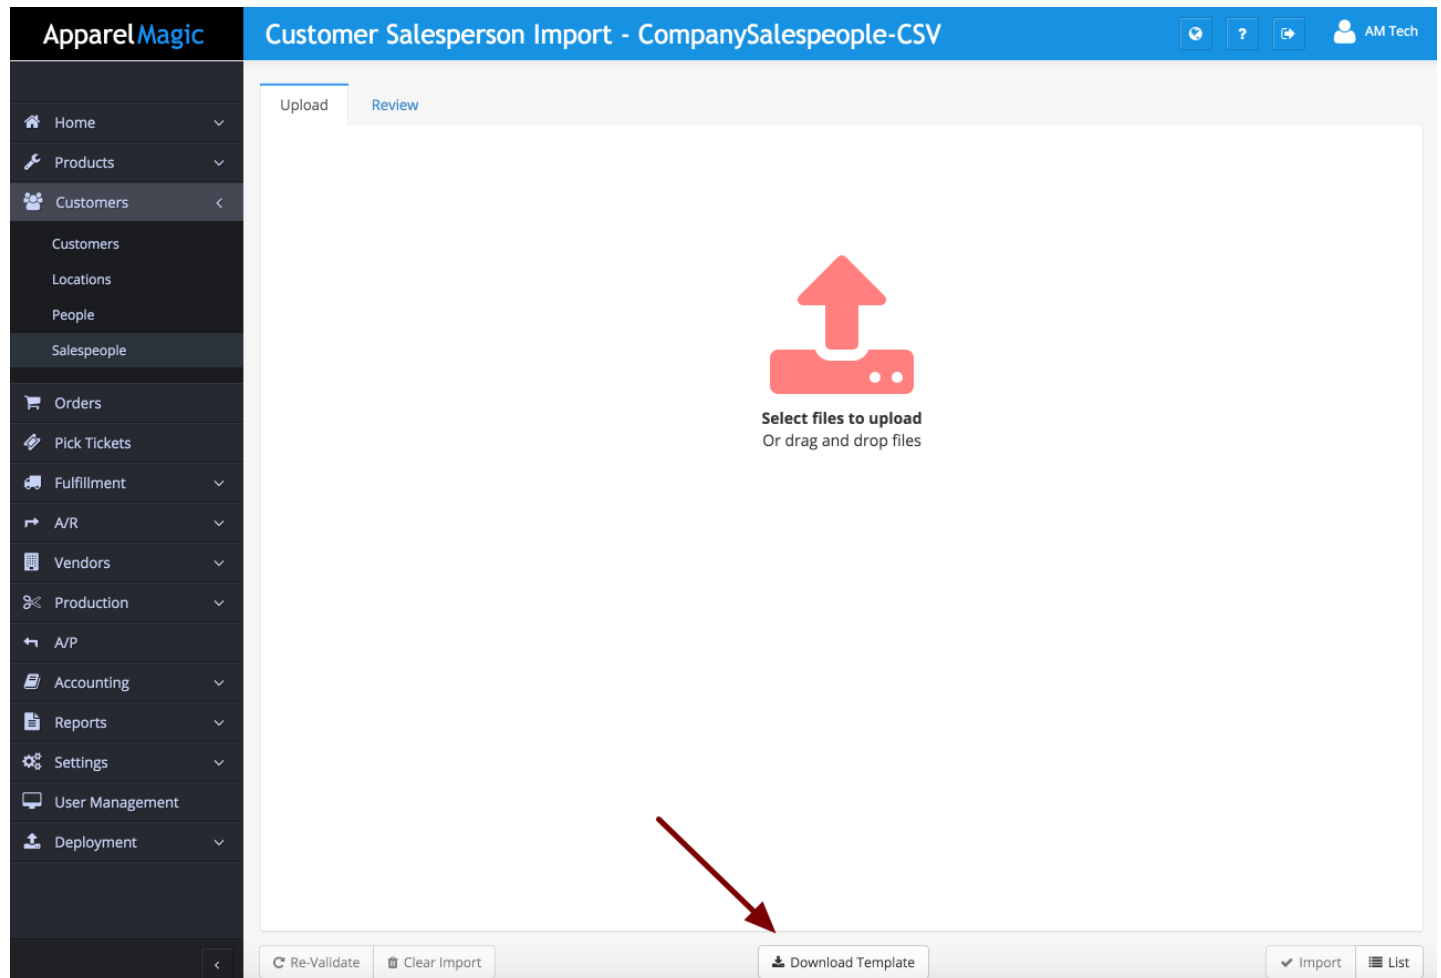 ApparelMagic
Customer Salesperson Import - CompanySalespeople-CSV
?
AM Tech
Upload
Review
Home
Products
Customers
Customers
Locations
People
Salespeople
Orders
Pick Tickets
Fulfillment
A/R
Vendors
Production
A/P
Accounting
Reports
Settings
User Management
Deployment
Select files to upload
Or drag and drop files
Re-Validate
Clear Import
Download Template
Import
List